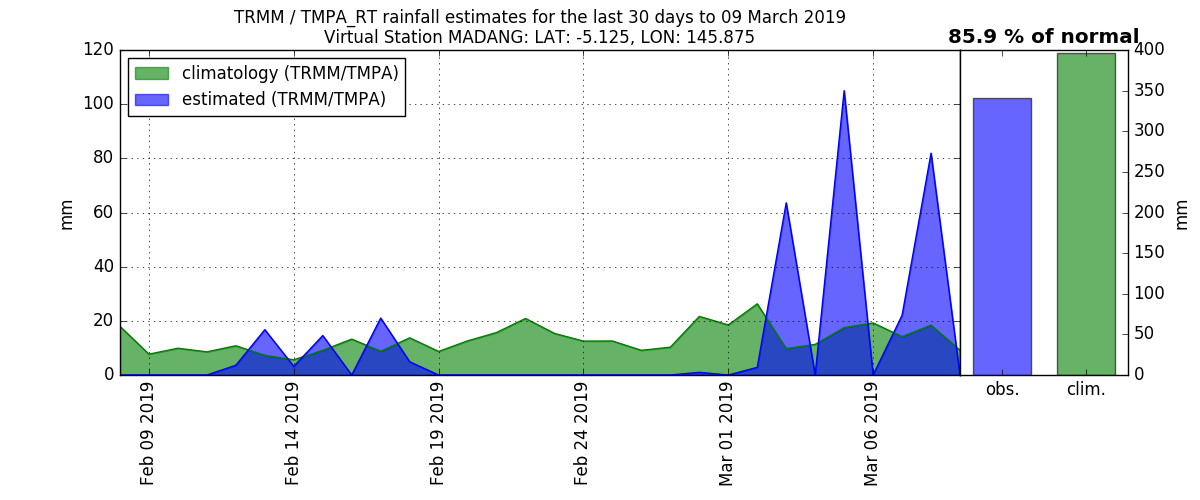 TRMM / TMPA_RT rainfall estimates for the last 30 days to 09 March 2019
Virtual Station MADANG: LAT: -5.125, LON: 145.875
85.9 % of normal
climatology (TRMM/TMPA)
estimated (TRMM/TMPA)
mm
120
100
80
60
40
20
0
Feb 09 2019
Feb 14 2019
Feb 19 2019
Feb 24 2019
Mar 01 2019
Mar 06 2019
obs.
clim.
400
350
300
250
200
150
100
50
0
mm